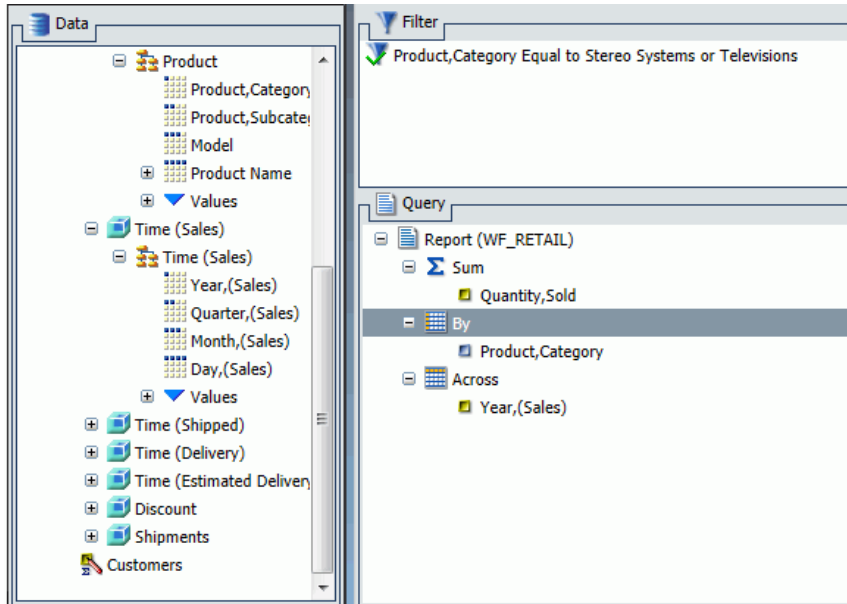 Data
Product
Product,Category
Product,Subcate
Model
Product Name
Values
Time (Sales)
Time (Sales)
Year,(Sales)
Quarter,(Sales)
Month,(Sales)
Day,(Sales)
Values
Time (Shipped)
Time (Delivery)
Time (Estimated Delivery
Discount
Shipments
Customers
Filter
Product,Category Equal to Stereo Systems or Televisions
Query
Report (WF_RETAIL)
Sum
Quantity,Sold
By
Product,Category
Across
Year,(Sales)